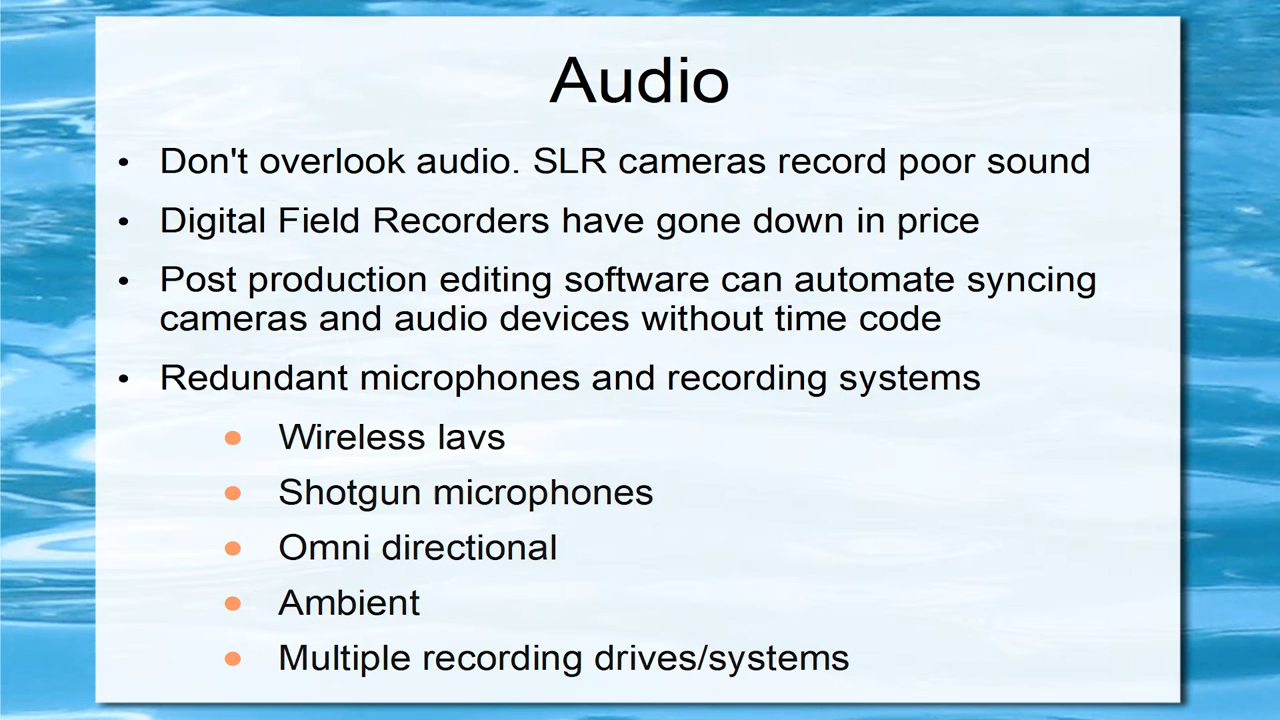 Audio
• Don't overlook audio. SLR cameras record poor sound
• Digital Field Recorders have gone down in price
• Post production editing software can automate syncing
cameras and audio devices without time code
• Redundant microphones and recording systems
• Wireless lavs
• Shotgun microphones
• Omni directional
• Ambient
• Multiple recording drives/systems